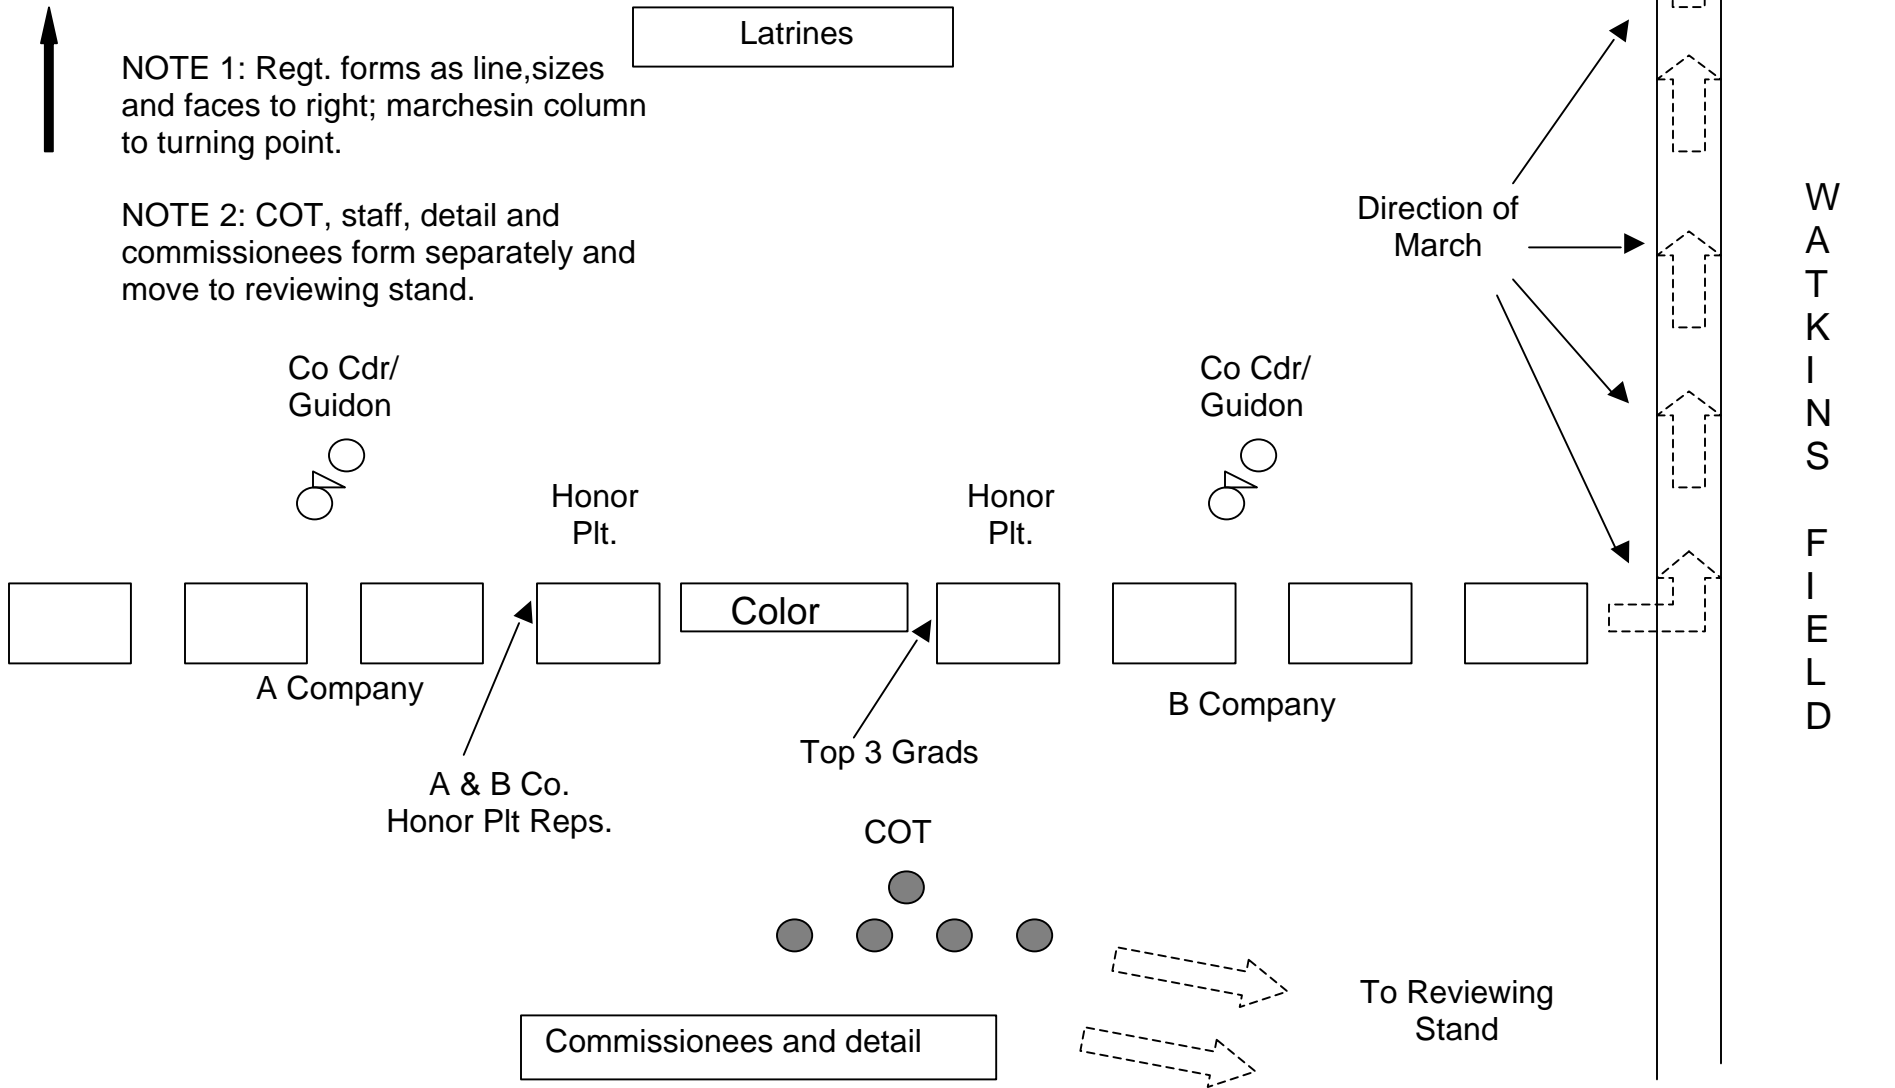 Latrines
NOTE 1: Regt. forms as line,sizes
and faces to right; marchesin column
to turning point.
NOTE 2: COT, staff, detail and
commissionees form separately and
move to reviewing stand.
Direction of
March
W
A
T
K
I
N
S
F
I
E
L
D
Co Cdr/
Guidon
Co Cdr/
Guidon
Honor
Plt.
Honor
Plt.
Color
A Company
B Company
Top 3 Grads
A & B Co.
Honor Plt Reps.
COT
To Reviewing
Stand
Commissionees and detail